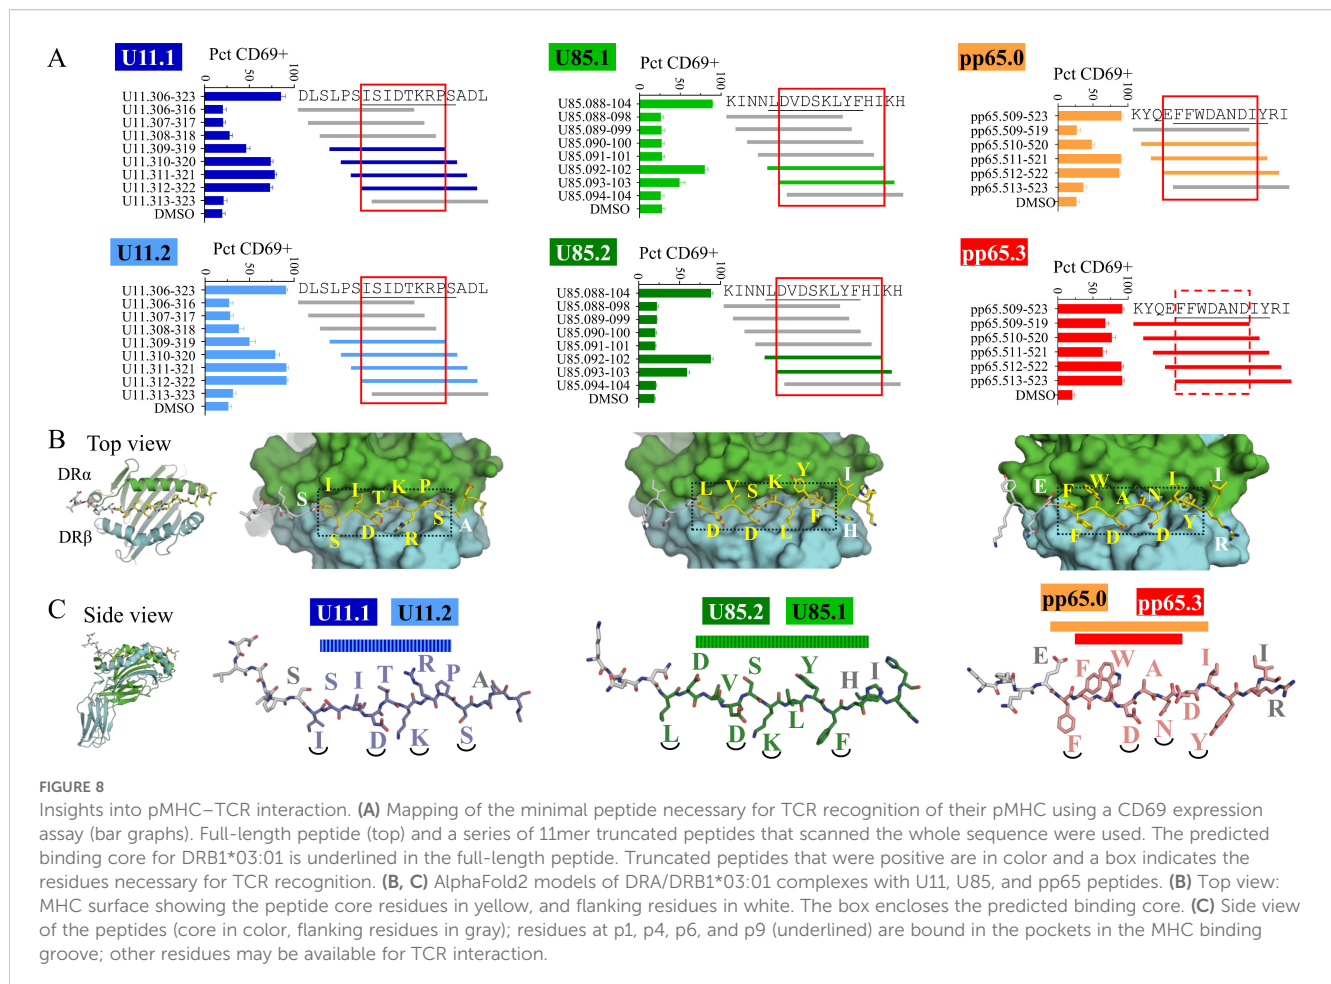 A
U11.1
Pct CD69+
0
50
100
DLSLPSISIDTKRPSADL
U11.306-323
U11.306-316
U11.307-317
U11.308-318
U11.309-319
U11.310-320
U11.311-321
U11.312-322
U11.313-323
DMSO
U85.1
Pct CD69+
0
50
100
KINNLDVDSKLYFHIKH
U85.088-104
U85.088-098
U85.089-099
U85.090-100
U85.091-101
U85.092-102
U85.093-103
U85.094-104
DMSO
pp65.0
Pct CD69+
0
50
100
KYQEFFWDANDIYRI
pp65.509-523
pp65.509-519
pp65.510-520
pp65.511-521
pp65.512-522
pp65.513-523
DMSO
U11.2
Pct CD69+
0
50
100
DLSLPSISIDTKRPSADL
U11.306-323
U11.306-316
U11.307-317
U11.308-318
U11.309-319
U11.310-320
U11.311-321
U11.312-322
U11.313-323
DMSO
U85.2
Pct CD69+
0
50
100
KINNLDVDSKLYFHIKH
U85.088-104
U85.088-098
U85.089-099
U85.090-100
U85.091-101
U85.092-102
U85.093-103
U85.094-104
DMSO
pp65.3
Pct CD69+
0
50
100
KYQEFFWDANDIYRI
pp65.509-523
pp65.509-519
pp65.510-520
pp65.511-521
pp65.512-522
pp65.513-523
DMSO
B
Top view
DRα
DRβ
S I I T K P
S D R S A
L V S K Y I
D D L F H
E F W A N I I
F D D Y R
C
Side view
U11.1 U11.2
S S I T R P A
I D K S
U85.2 U85.1
D V S L Y H I
L D K F
pp65.0
pp65.3
E F W A D I I R
F D N Y
FIGURE 8
Insights into pMHC–TCR interaction. (A) Mapping of the minimal peptide necessary for TCR recognition of their pMHC using a CD69 expression
assay (bar graphs). Full-length peptide (top) and a series of 11mer truncated peptides that scanned the whole sequence were used. The predicted
binding core for DRB1*03:01 is underlined in the full-length peptide. Truncated peptides that were positive are in color and a box indicates the
residues necessary for TCR recognition. (B, C) AlphaFold2 models of DRA/DRB1*03:01 complexes with U11, U85, and pp65 peptides. (B) Top view:
MHC surface showing the peptide core residues in yellow, and flanking residues in white. The box encloses the predicted binding core. (C) Side view
of the peptides (core in color, flanking residues in gray); residues at p1, p4, p6, and p9 (underlined) are bound in the pockets in the MHC binding
groove; other residues may be available for TCR interaction.